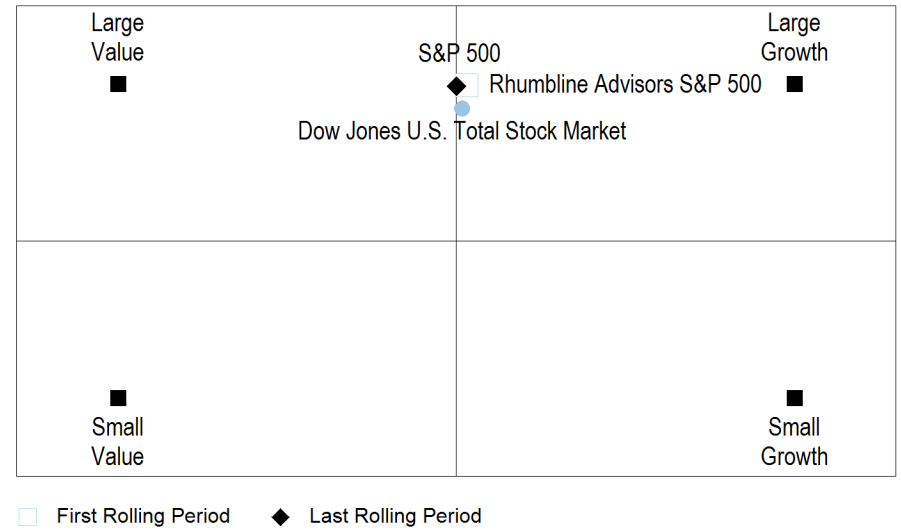 Large
Value
Large
Growth
S&P 500
Rhumbline Advisors S&P 500
Dow Jones U.S. Total Stock Market
Small
Value
Small
Growth
First Rolling Period
Last Rolling Period